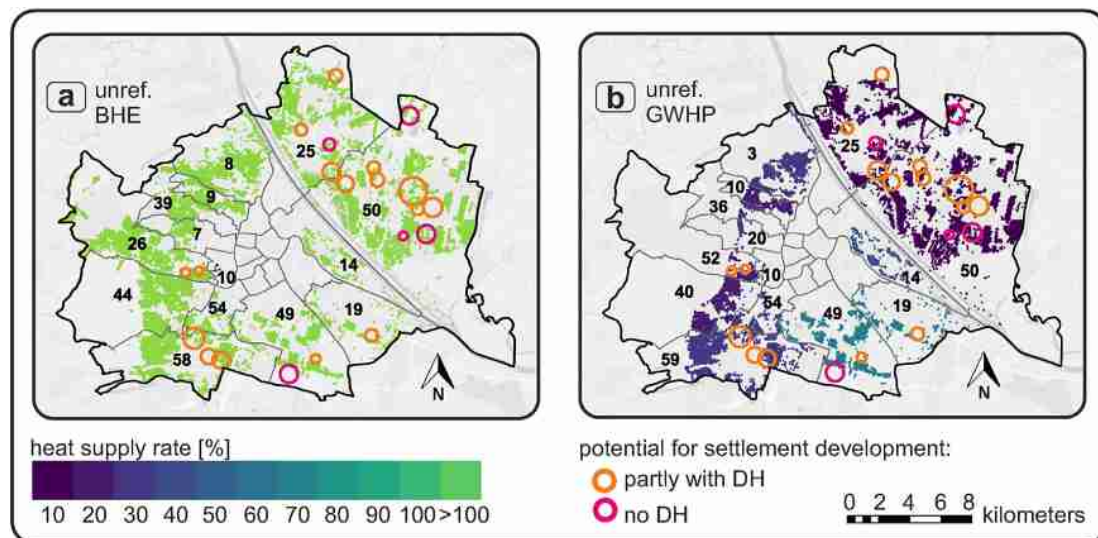 a unref.
BHE
25
8
9
39
50
7
26
10
14
44
54
19
49
58
N
b unref.
GWHP
25
3
10
36
20
52
50
10
14
40
54
19
49
59
N
heat supply rate [%]
10 20 30 40 50 60 70 80 90 100 >100
potential for settlement development:
partly with DH
no DH
0 2 4 6 8 kilometers